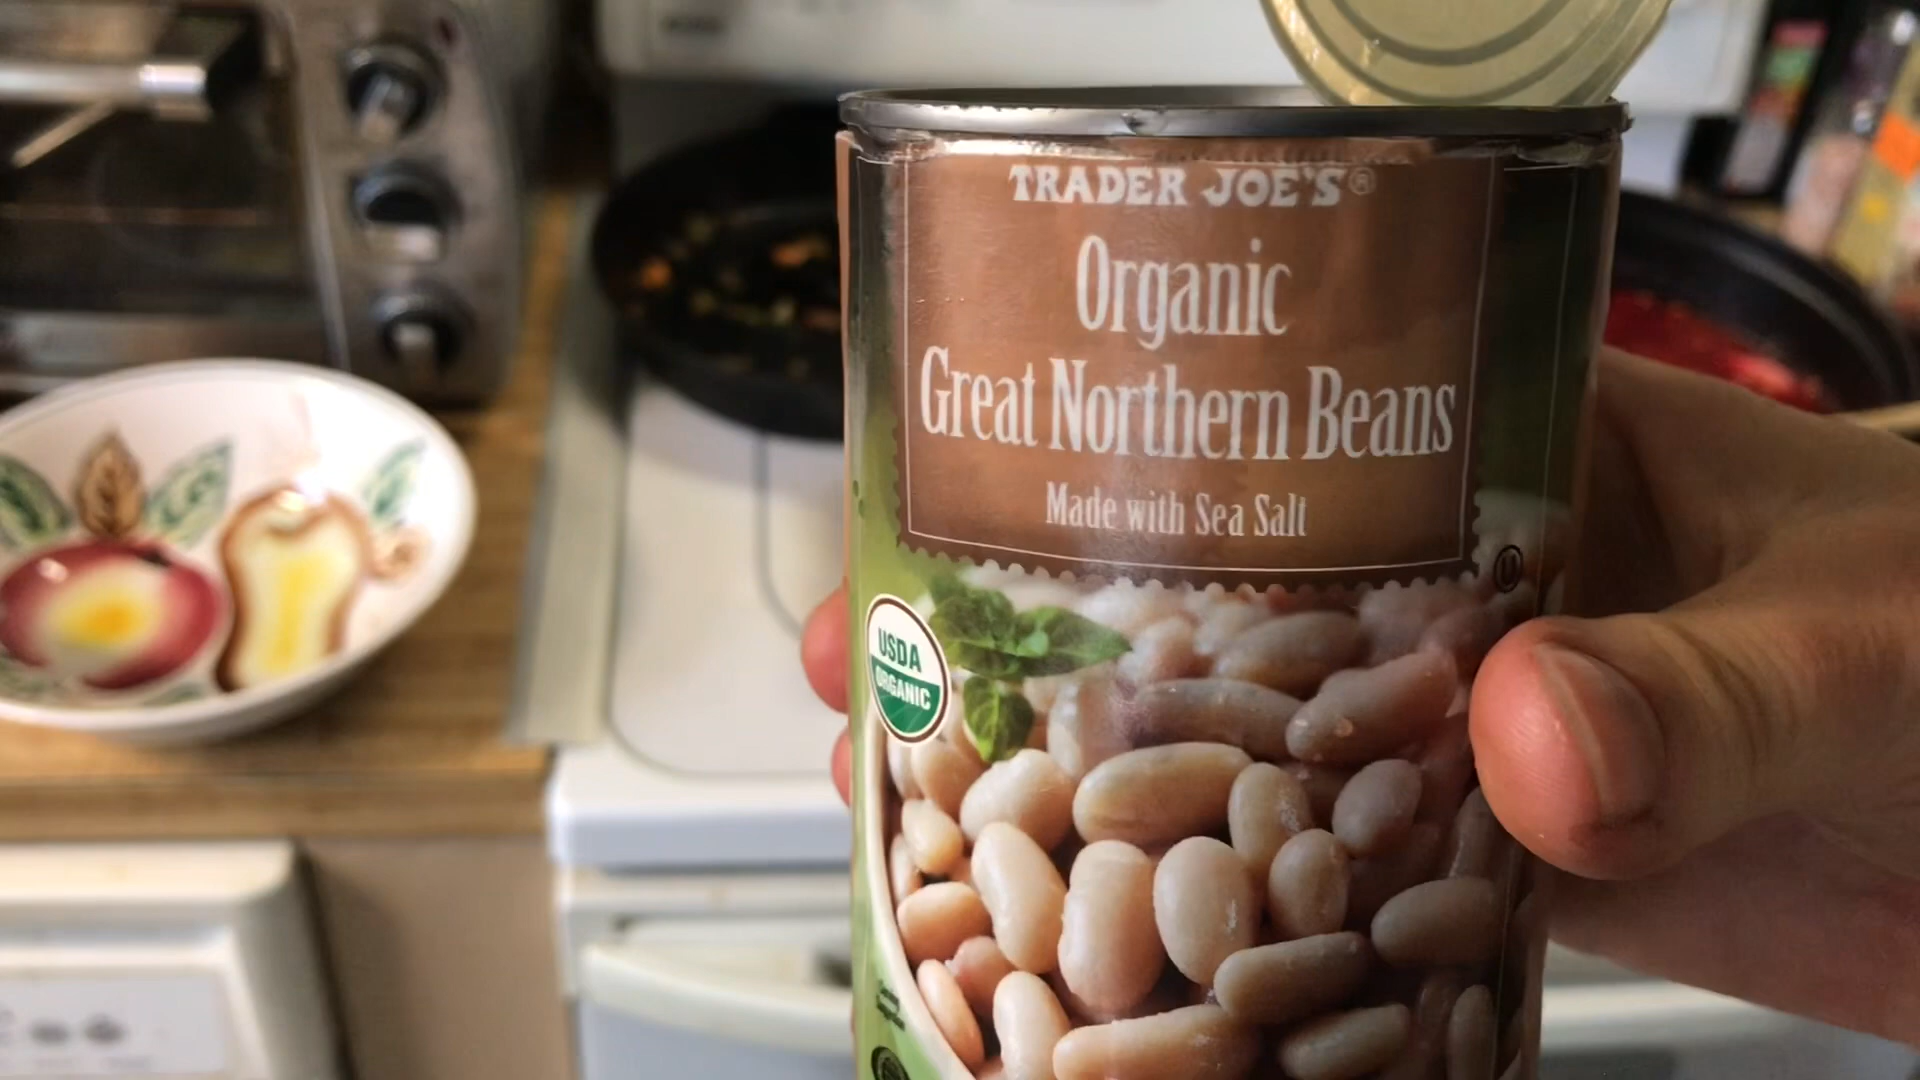 TRADER JOE'S®
Organic
Great Northern Beans
Made with Sea Salt
U
USDA
ORGANIC